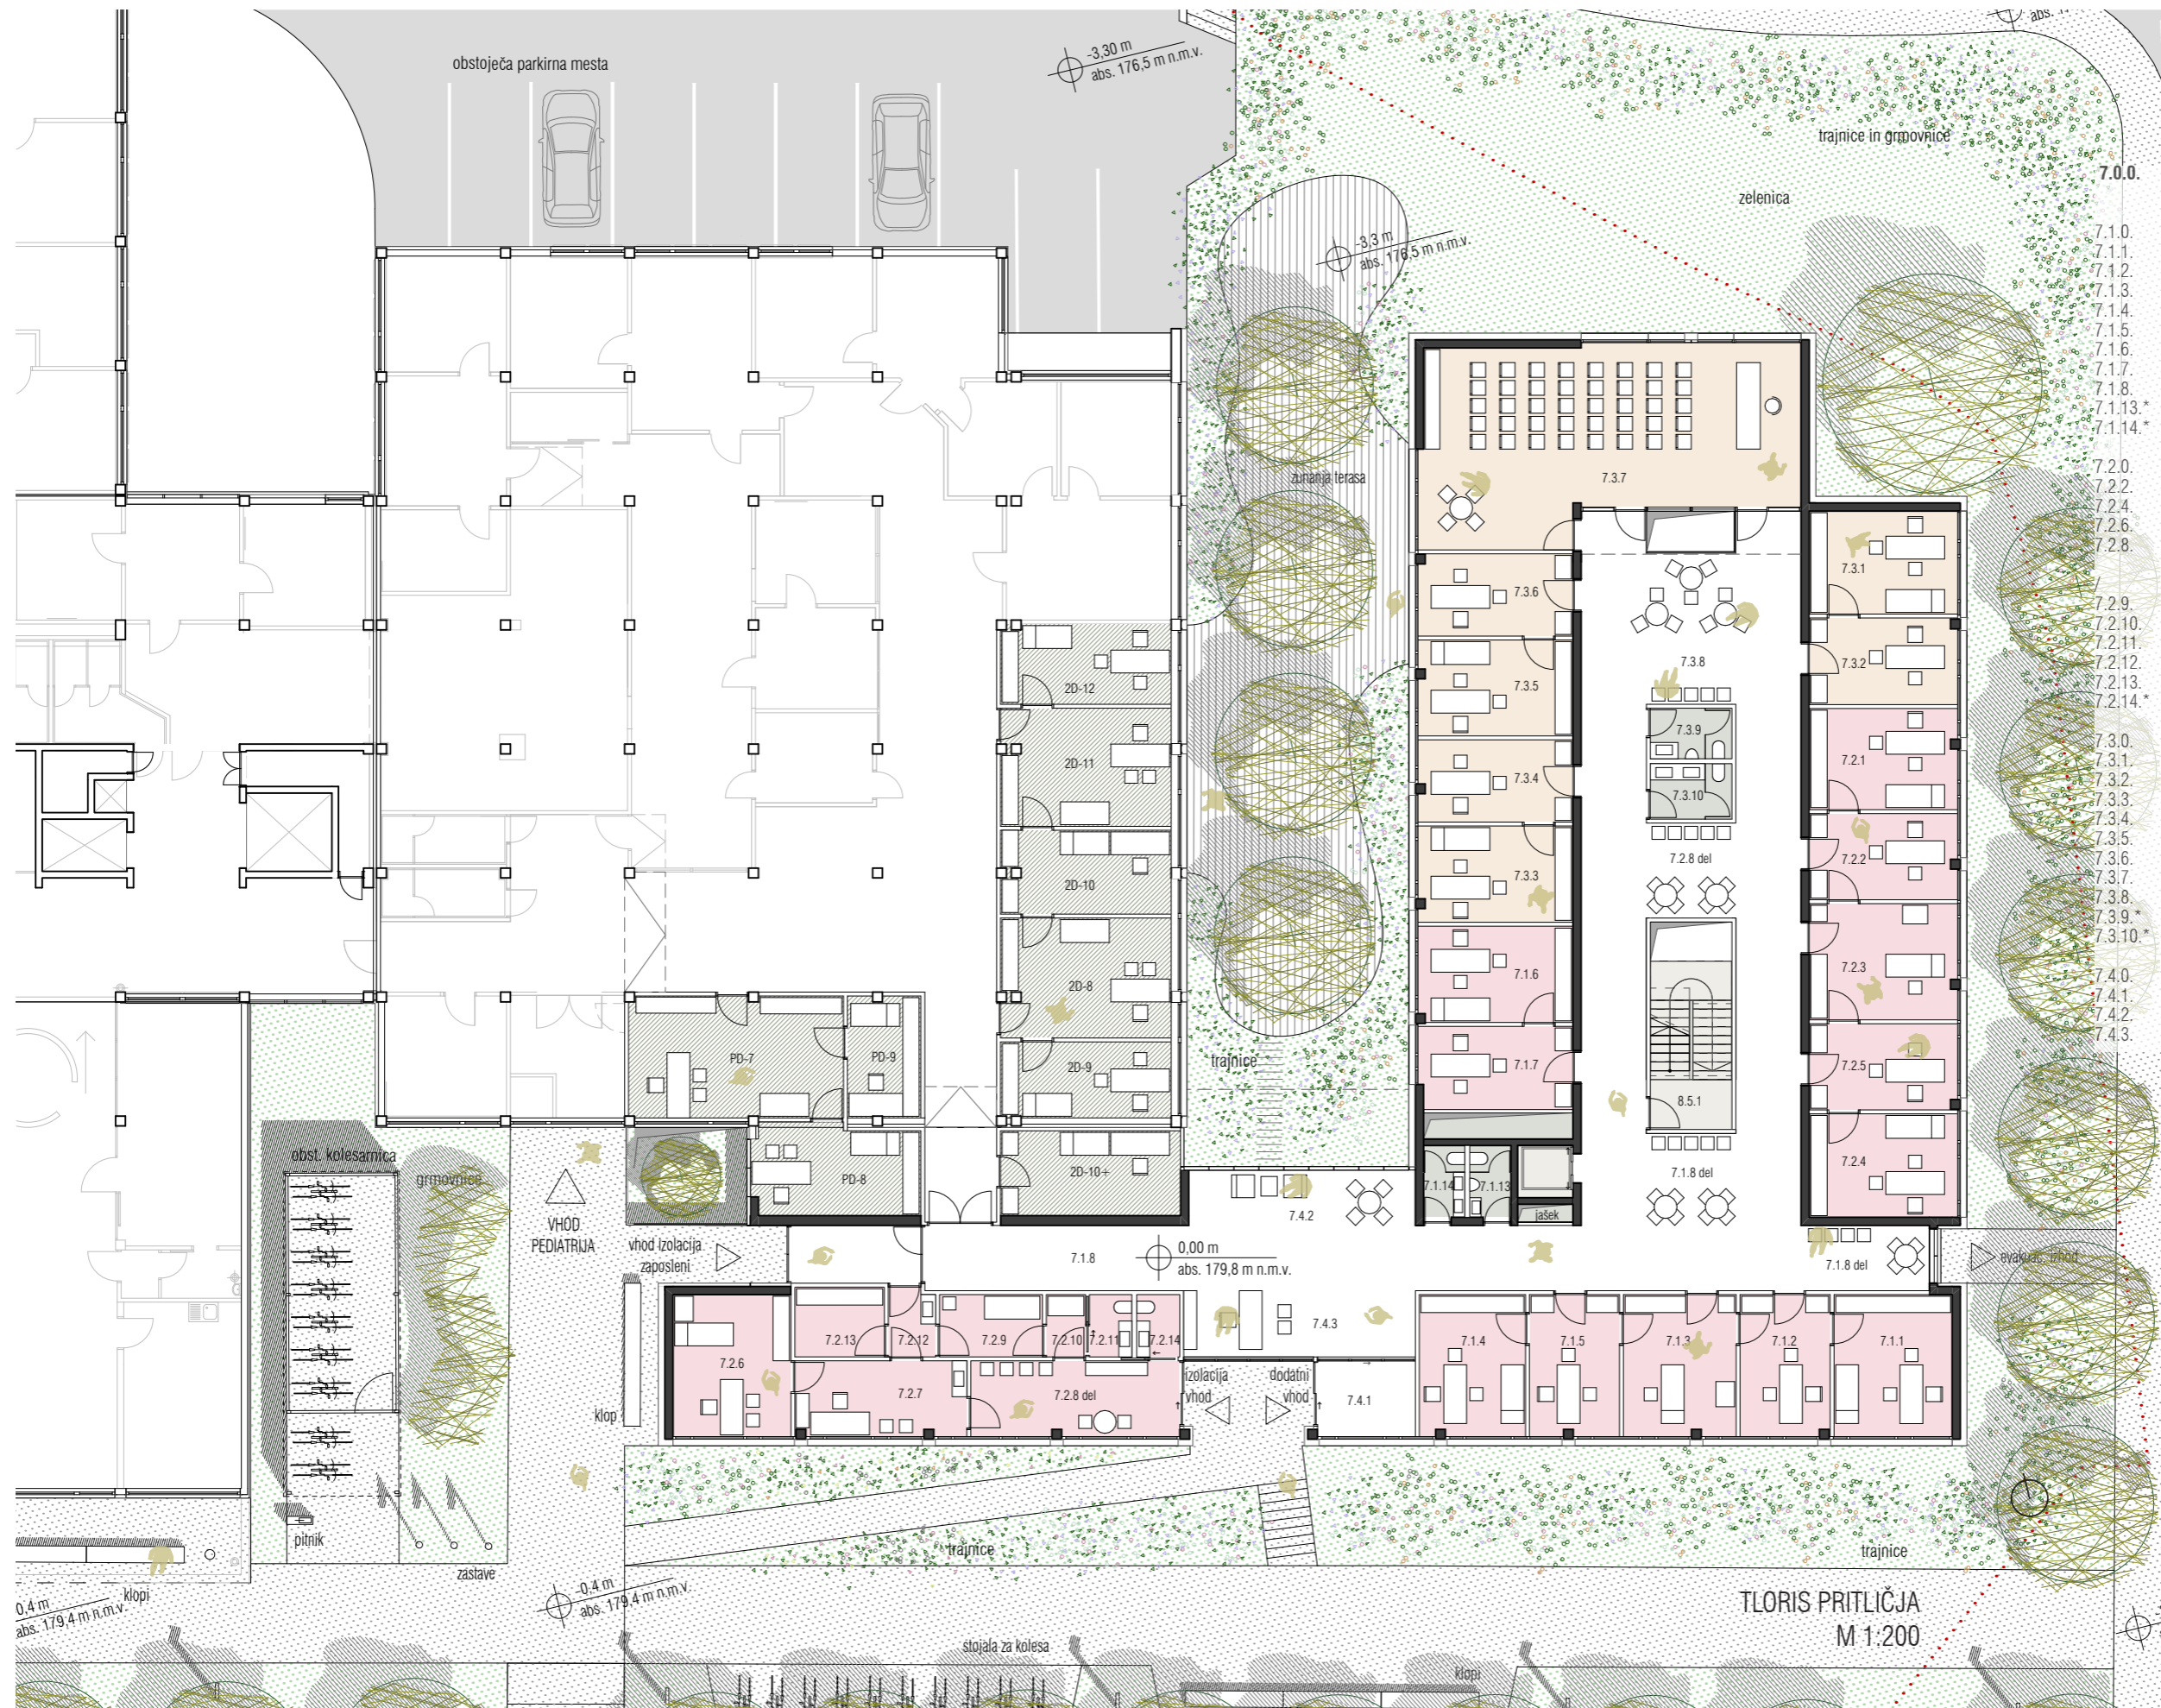 obstoječa parkirna mesta
-3,30 m
abs. 176,5 m n.m.v.
trajnice in grmovnice
zelenica
-3,3 m
abs. 176,5 m n.m.v.
zunanja terasa
7.0.0.
7.1.0.
7.1.1.
7.1.2.
7.1.3.
7.1.4.
7.1.5.
7.1.6.
7.1.7.
7.1.8.
7.1.13.*
7.1.14.*
7.2.0.
7.2.2.
7.2.4.
7.2.6.
7.2.8.
/
7.2.9.
7.2.10.
7.2.11.
7.2.12.
7.2.13.
7.2.14.*
7.3.0.
7.3.1.
7.3.2.
7.3.3.
7.3.4.
7.3.5.
7.3.6.
7.3.7.
7.3.8.
7.3.9.*
7.3.10.*
7.4.0.
7.4.1.
7.4.2.
7.4.3.
7.3.7
7.3.6
7.3.5
7.3.4
7.3.3
7.1.6
7.1.7
7.3.8
7.3.9
7.3.10
7.2.8 del
8.5.1
7.1.8 del
7.3.1
7.3.2
7.2.1
7.2.2
7.2.3
7.2.5
7.2.4
2D-12
2D-11
2D-10
2D-8
2D-9
2D-10+
PD-7
PD-9
PD-8
trajnice
7.1.14
7.1.13
jašek
7.4.2
7.1.8
0,00 m
abs. 179,8 m n.m.v.
7.1.8 del
evakuac. izhod
obst. kolesarnica
grmovnice
VHOD
PEDIATRIJA
vhod izolacija
zaposleni
klop
7.2.6
7.2.13
7.2.12
7.2.9
7.2.10
7.2.11
7.2.14
7.2.7
7.2.8 del
7.4.3
izolacija
vhod
dodatni
vhod
7.4.1
7.1.4
7.1.5
7.1.3
7.1.2
7.1.1
pitnik
zastave
klopi
0,4 m
abs. 179,4 m n.m.v.
-0,4 m
abs. 179,4 m n.m.v.
trajnice
trajnice
stojala za kolesa
klopi
TLORIS PRITLIČJA
M 1:200